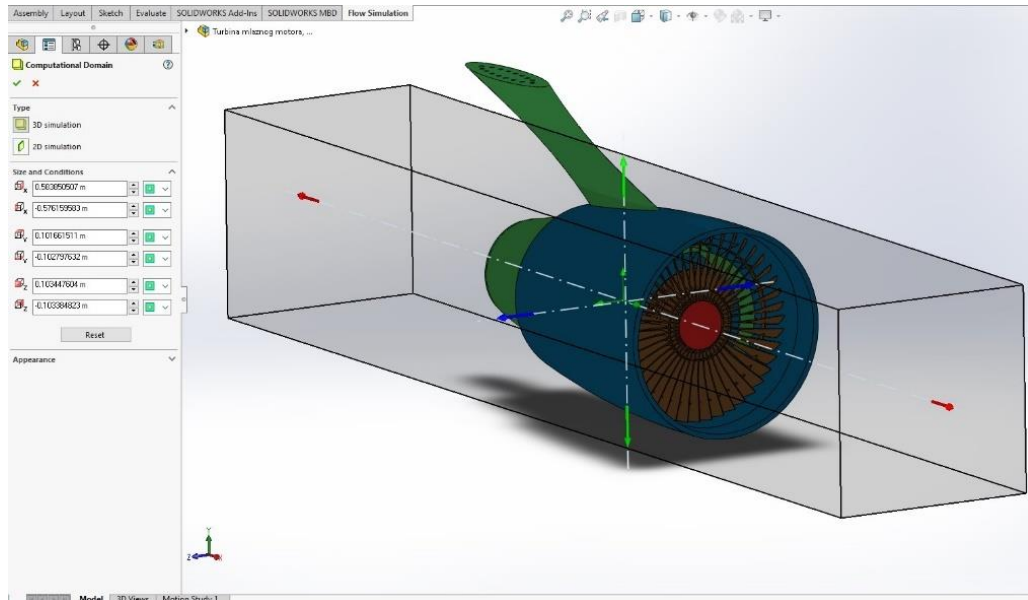 Assembly Layout Sketch Evaluate SOLIDWORKS Add-Ins SOLIDWORKS MBD Flow Simulation
Turbina mlaznog motora, ...
Computational Domain
Type
3D simulation
2D simulation
Size and Conditions
X 0.583850507 m
X -0.576159583 m
Y 0.101661511 m
Y -0.102797632 m
Z 0.103447604 m
Z -0.103384823 m
Reset
Appearance
Y
Z X
Model 3D Views Motion Study 1